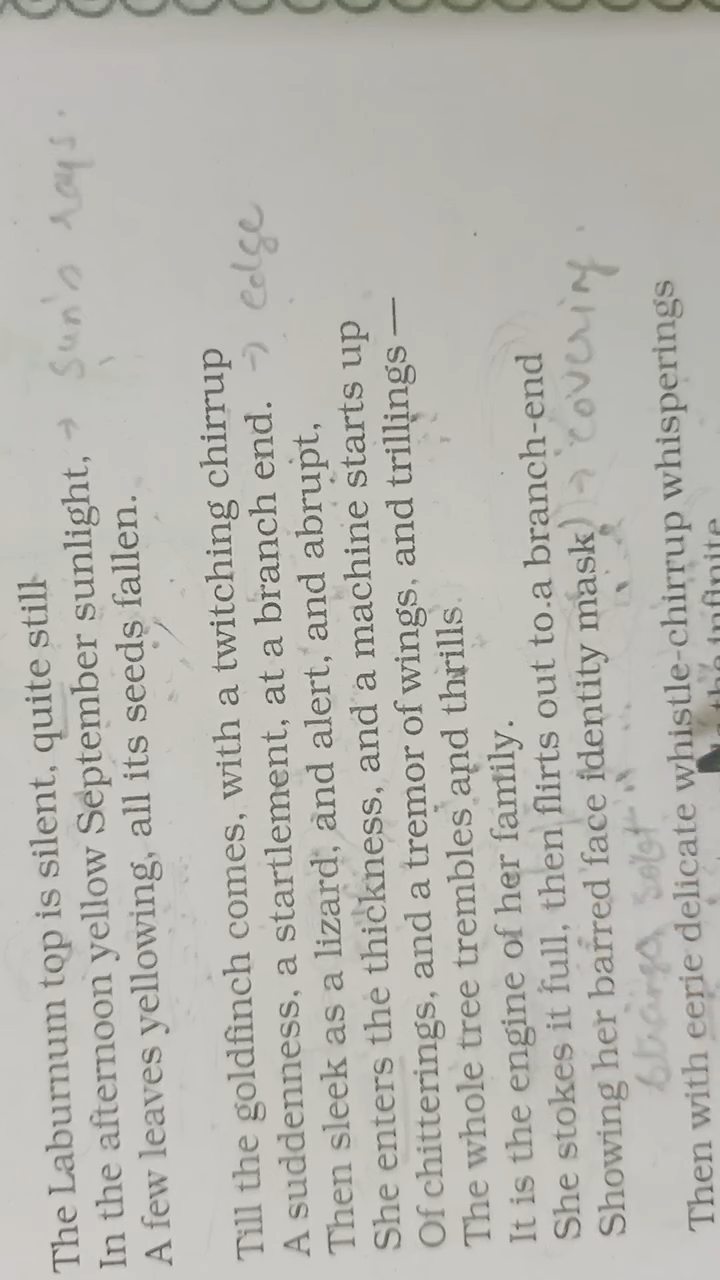 The Laburnum top is silent, quite still
In the afternoon yellow September sunlight, → Sun's rays.
A few leaves yellowing, all its seeds fallen.
Till the goldfinch comes, with a twitching chirrup
A suddenness, a startlement, at a branch end. → edge
Then sleek as a lizard, and alert, and abrupt,
She enters the thickness, and a machine starts up
Of chitterings, and a tremor of wings, and trillings —
The whole tree trembles and thrills.
It is the engine of her family.
She stokes it full, then flirts out to a branch-end
Showing her barred face identity mask) → covering.
Then with eerie delicate whistle-chirrup whisperings
the infinite